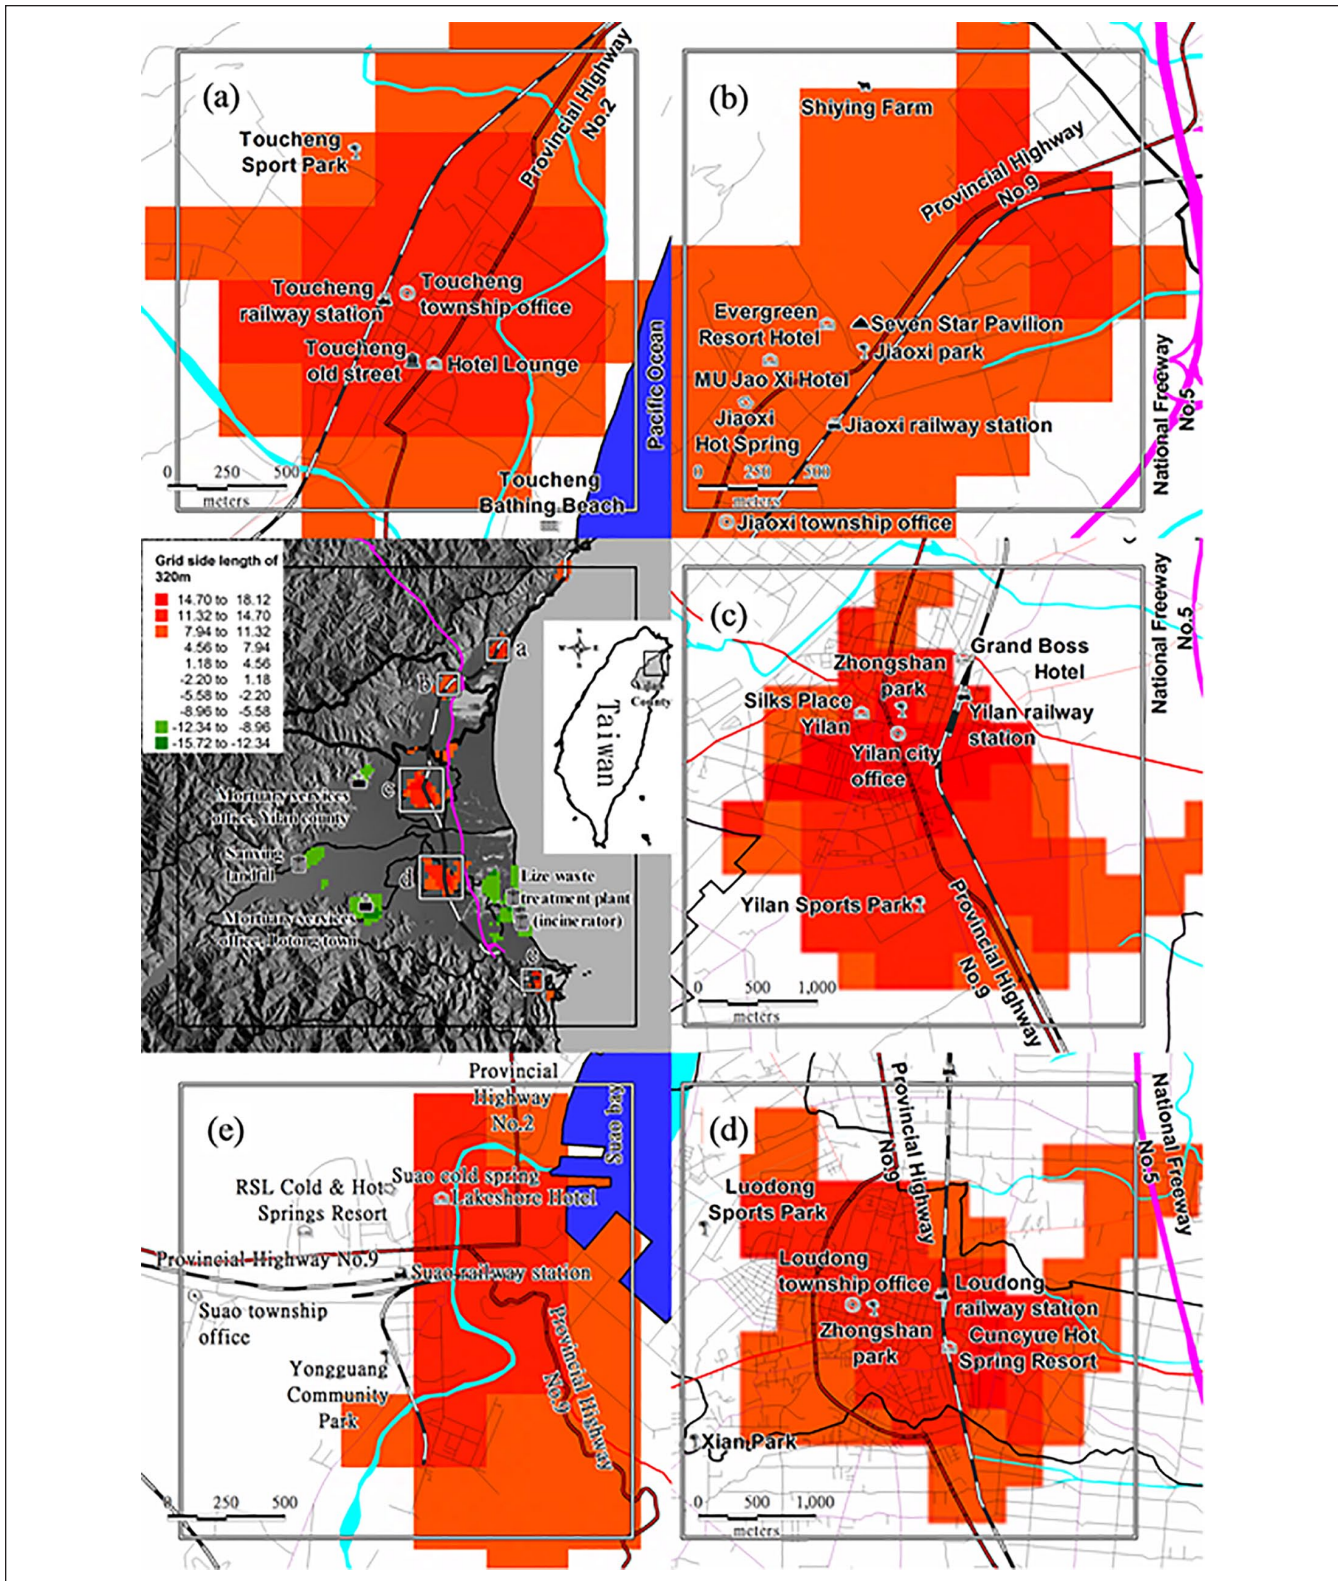 (a)
Provincial Highway
No.2
Toucheng
Sport Park
Toucheng
railway station
Toucheng
township office
Toucheng
old street
Hotel Lounge
0 250 500
meters
Toucheng
Bathing Beach
Pacific Ocean
(b)
Shiying Farm
Provincial Highway
No.9
Evergreen
Resort Hotel
Seven Star Pavilion
Jiaoxi park
MU Jao Xi Hotel
Jiaoxi
Hot Spring
Jiaoxi railway station
0 250 500
meters
Jiaoxi township office
National Freeway
No.5
Grid side length of
320m
14.70 to 18.12
11.32 to 14.70
7.94 to 11.32
4.56 to 7.94
1.18 to 4.56
-2.20 to 1.18
-5.58 to -2.20
-8.96 to -5.58
-12.34 to -8.96
-15.72 to -12.34
a
b
c
d
e
Mortuary services
office, Yilan county
Sanxing
landfill
Mortuary services
office, Lotong town
Lize waste
treatment plant
(incinerator)
Taiwan
Yilan
County
(c)
National Freeway
No.5
Zhongshan
park
Grand Boss
Hotel
Silks Place
Yilan
Yilan railway
station
Yilan city
office
Yilan Sports Park
Provincial Highway
No.9
0 500 1,000
meters
(e)
Provincial
Highway
No.2
Suao bay
Suao cold spring
Lakeshore Hotel
RSL Cold & Hot
Springs Resort
Provincial Highway No.9
Suao railway station
Suao township
office
Yongguang
Community
Park
Provincial Highway
No.9
0 250 500
meters
(d)
Provincial Highway
No.9
National Freeway
No.5
Luodong
Sports Park
Loudong
township office
Loudong
railway station
Zhongshan
park
Cuncyue Hot
Spring Resort
Xian Park
0 500 1,000
meters